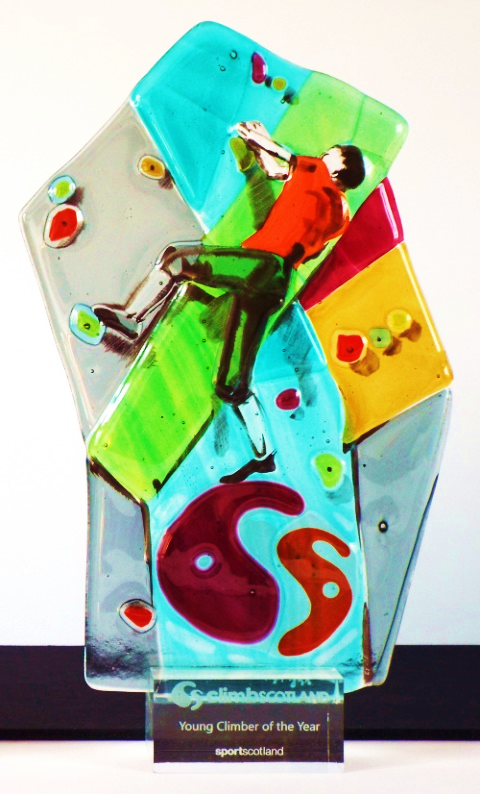 climbSCOTLAND
Young Climber of the Year
sportscotland